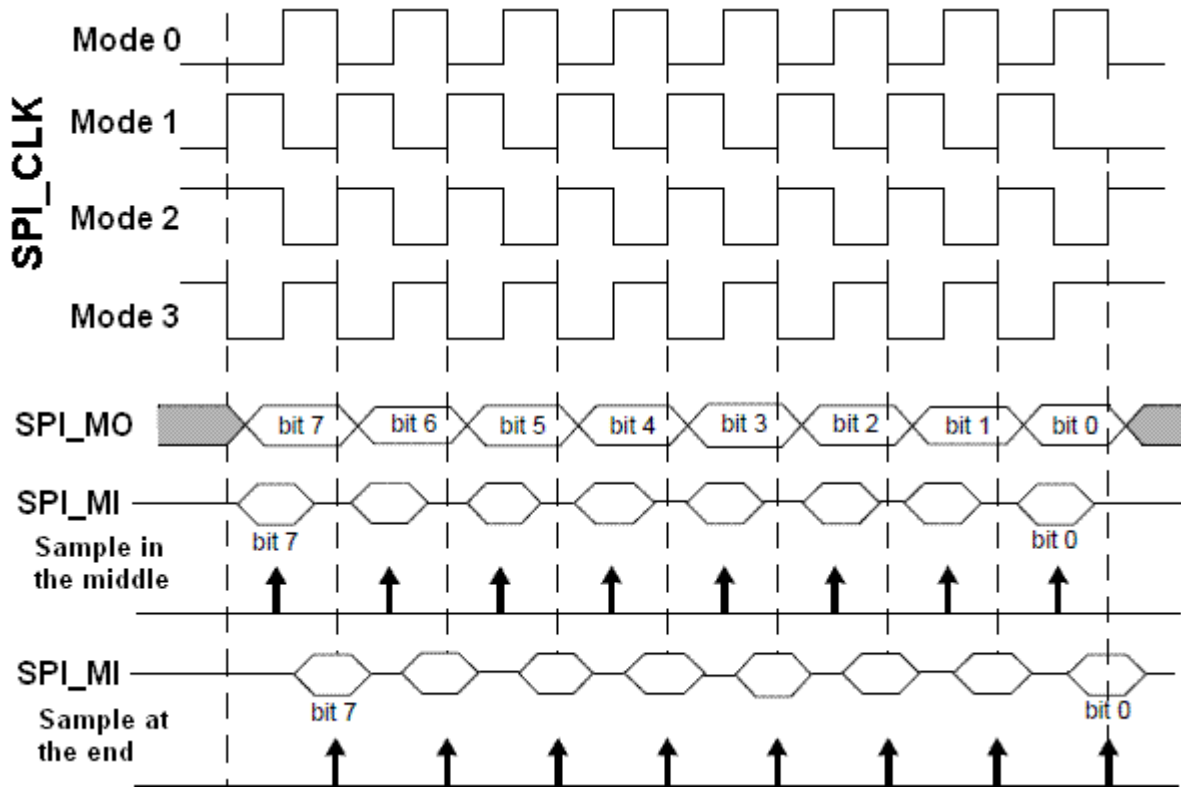 SPI_CLK
Mode 0
Mode 1
Mode 2
Mode 3
SPI_MO
bit 7 bit 6 bit 5 bit 4 bit 3 bit 2 bit 1 bit 0
SPI_MI
bit 7 bit 0
Sample in
the middle
SPI_MI
bit 7 bit 0
Sample at
the end